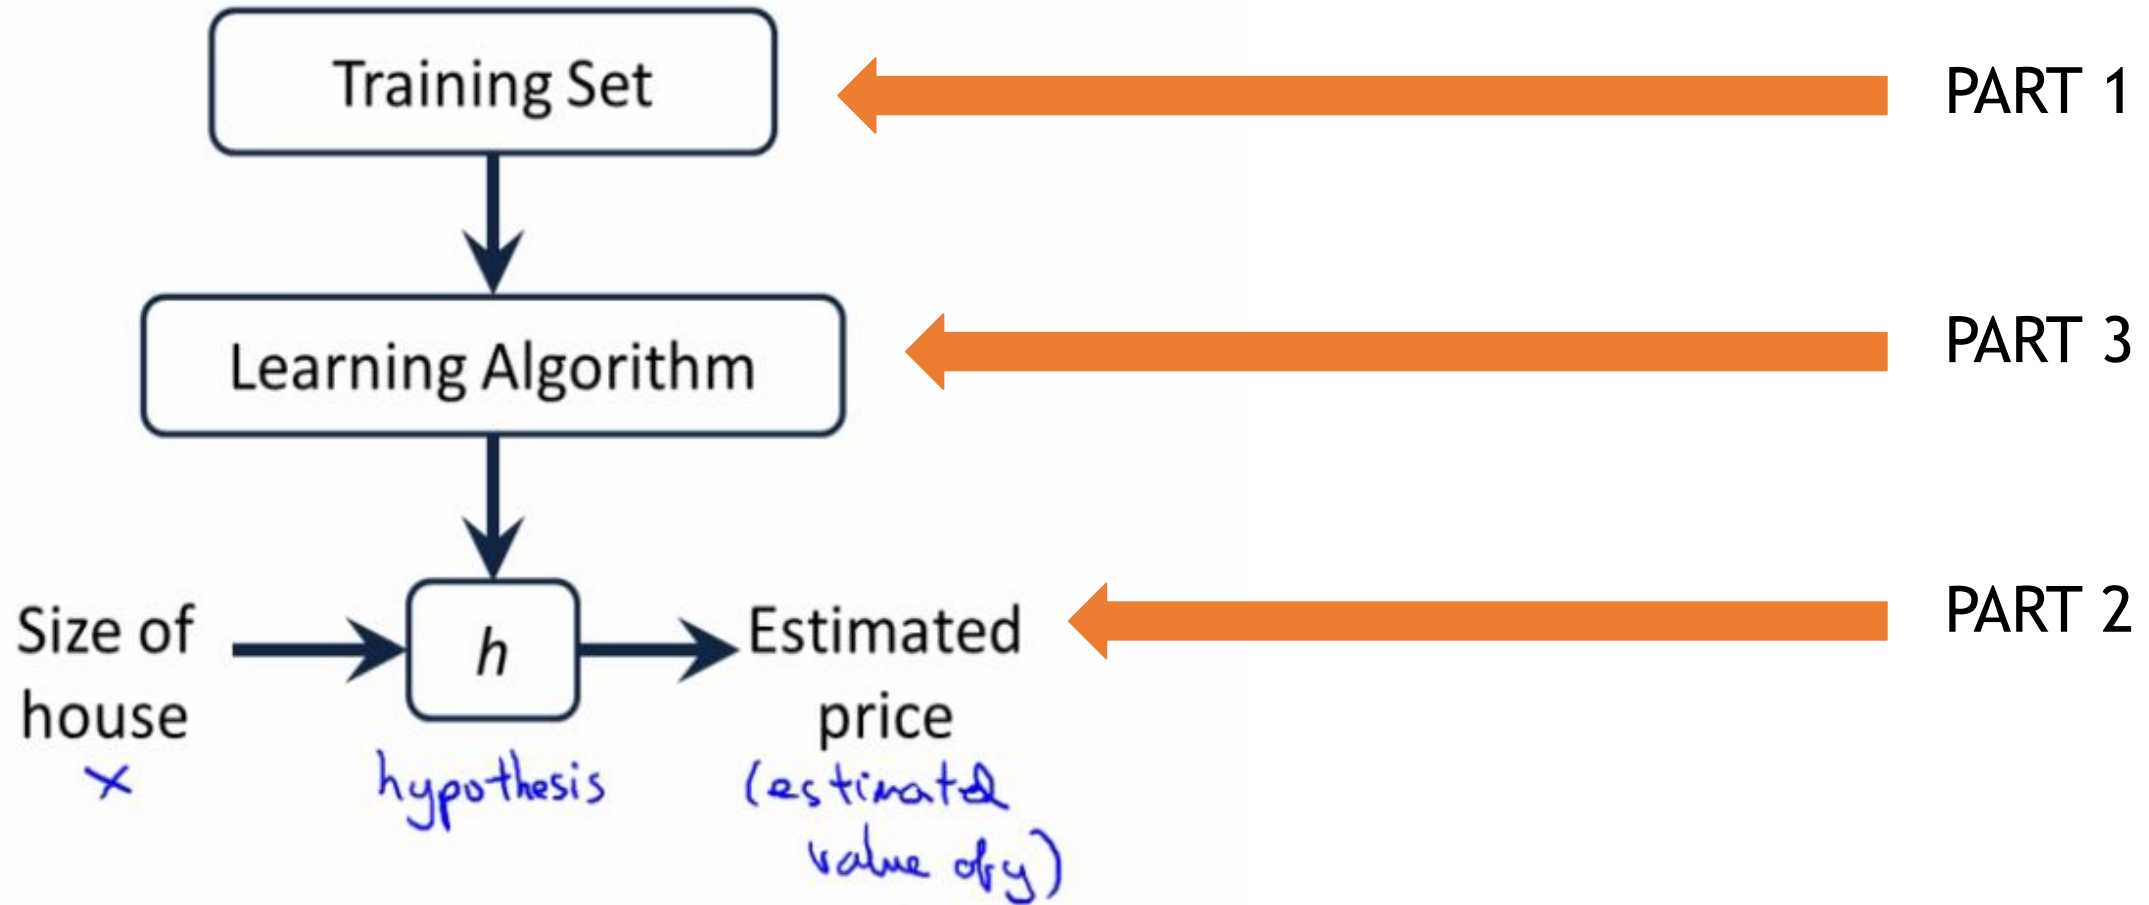 Training Set
PART 1
Learning Algorithm
PART 3
Size of
house
x
h
hypothesis
Estimated
price
(estimated
value of y)
PART 2